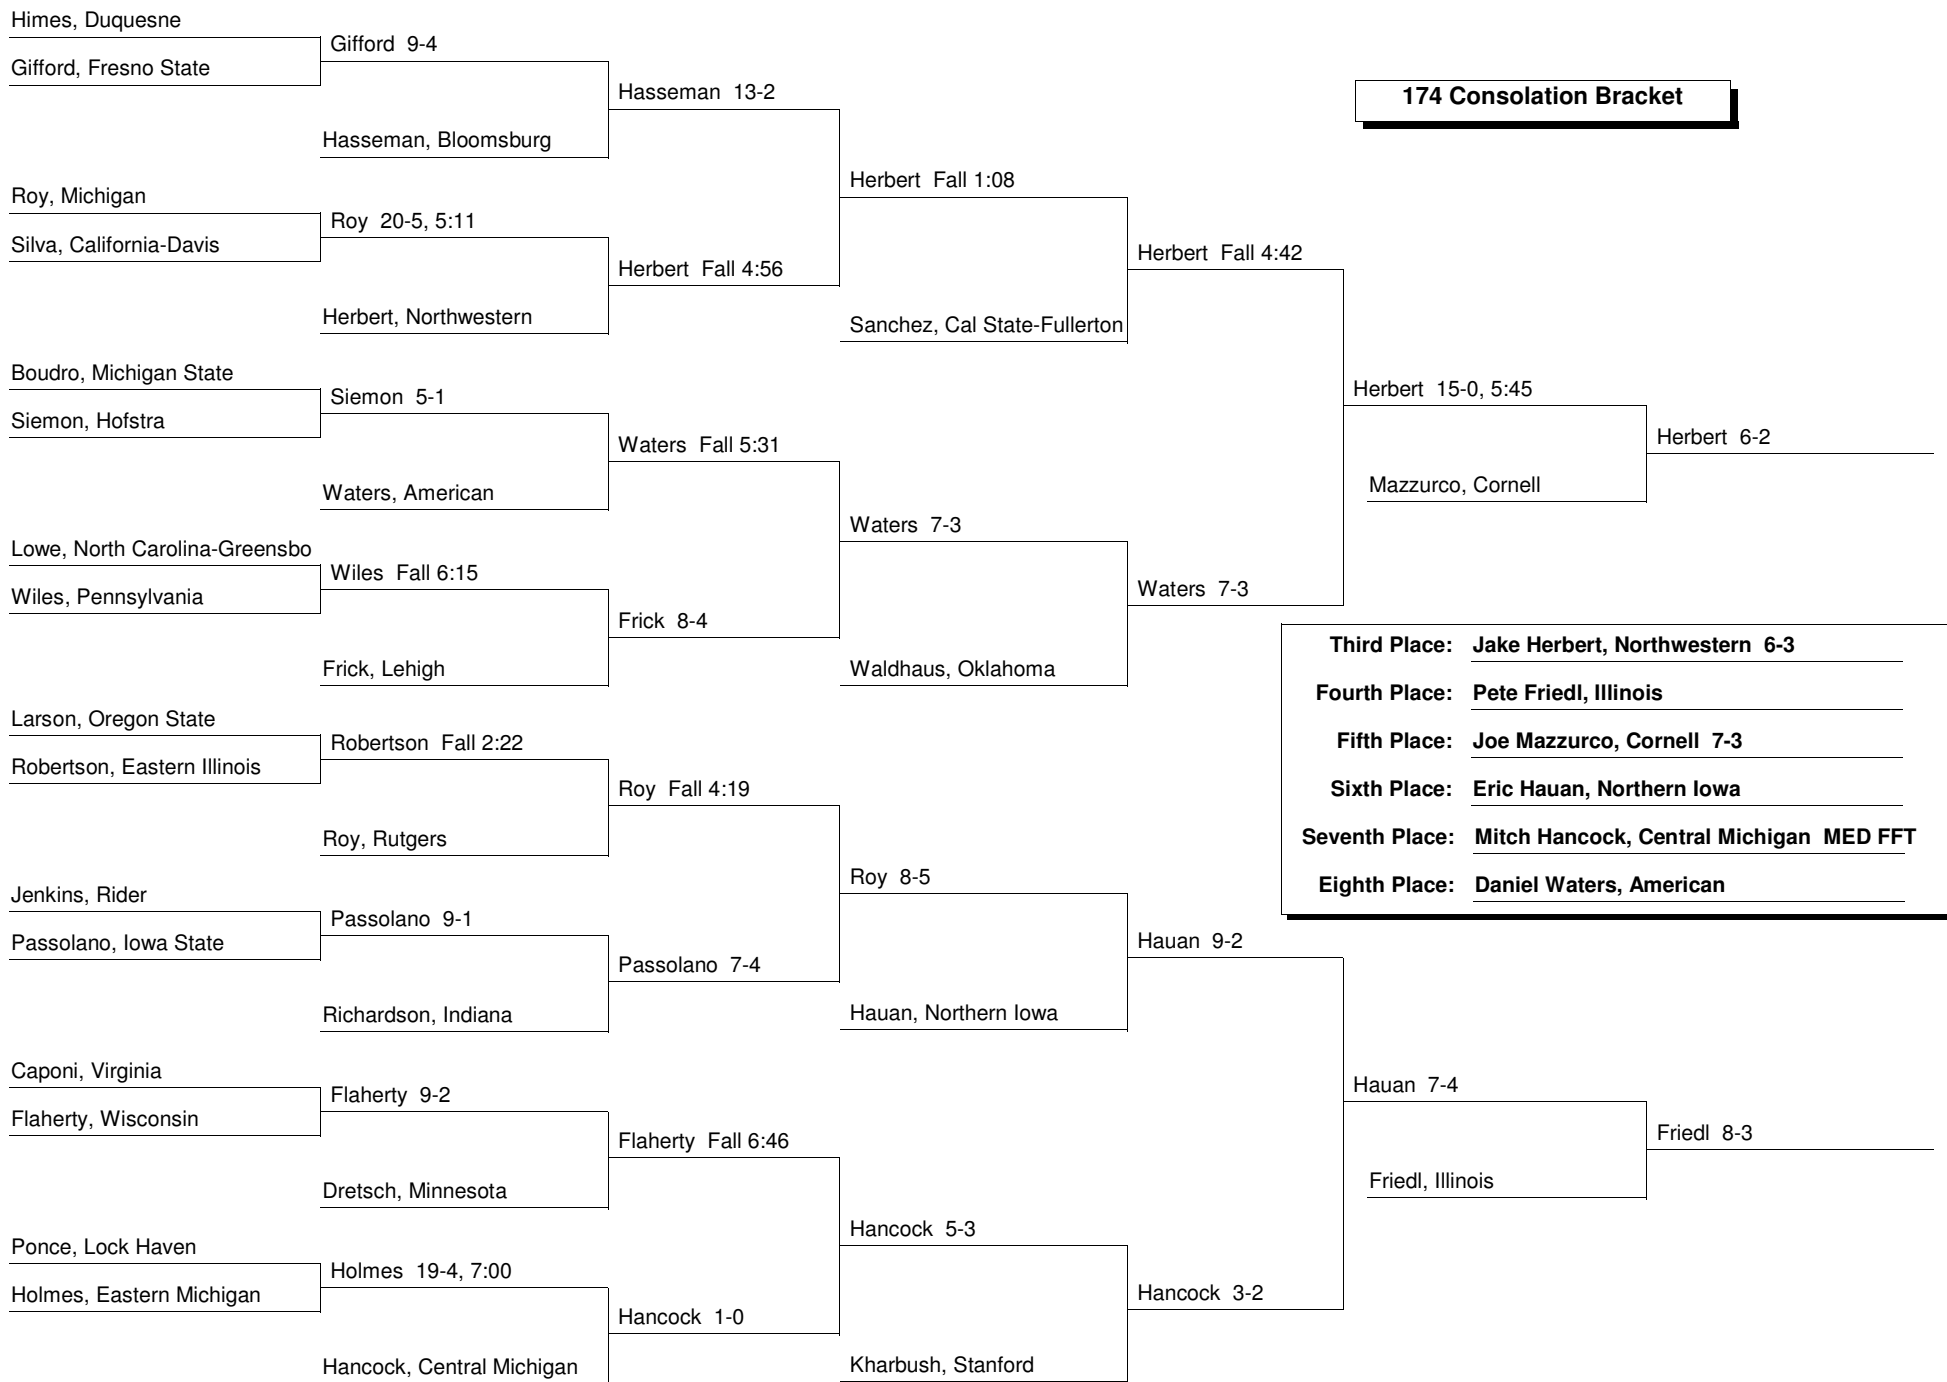 Himes, Duquesne
Gifford 9-4
Gifford, Fresno State
Hasseman 13-2
174 Consolation Bracket
Hasseman, Bloomsburg
Herbert Fall 1:08
Roy, Michigan
Roy 20-5, 5:11
Silva, California-Davis
Herbert Fall 4:42
Herbert Fall 4:56
Herbert, Northwestern
Sanchez, Cal State-Fullerton
Boudro, Michigan State
Siemon 5-1
Herbert 15-0, 5:45
Siemon, Hofstra
Waters Fall 5:31
Herbert 6-2
Waters, American
Mazzurco, Cornell
Waters 7-3
Lowe, North Carolina-Greensbo
Wiles Fall 6:15
Wiles, Pennsylvania
Waters 7-3
Frick 8-4
Frick, Lehigh
Waldhaus, Oklahoma
Third Place: Jake Herbert, Northwestern 6-3
Fourth Place: Pete Friedl, Illinois
Fifth Place: Joe Mazzurco, Cornell 7-3
Sixth Place: Eric Hauan, Northern Iowa
Seventh Place: Mitch Hancock, Central Michigan MED FFT
Eighth Place: Daniel Waters, American
Larson, Oregon State
Robertson Fall 2:22
Robertson, Eastern Illinois
Roy Fall 4:19
Roy, Rutgers
Roy 8-5
Jenkins, Rider
Passolano 9-1
Passolano, Iowa State
Hauan 9-2
Passolano 7-4
Richardson, Indiana
Hauan, Northern Iowa
Caponi, Virginia
Flaherty 9-2
Hauan 7-4
Flaherty, Wisconsin
Flaherty Fall 6:46
Friedl 8-3
Dretsch, Minnesota
Friedl, Illinois
Hancock 5-3
Ponce, Lock Haven
Holmes 19-4, 7:00
Holmes, Eastern Michigan
Hancock 3-2
Hancock 1-0
Hancock, Central Michigan
Kharbush, Stanford